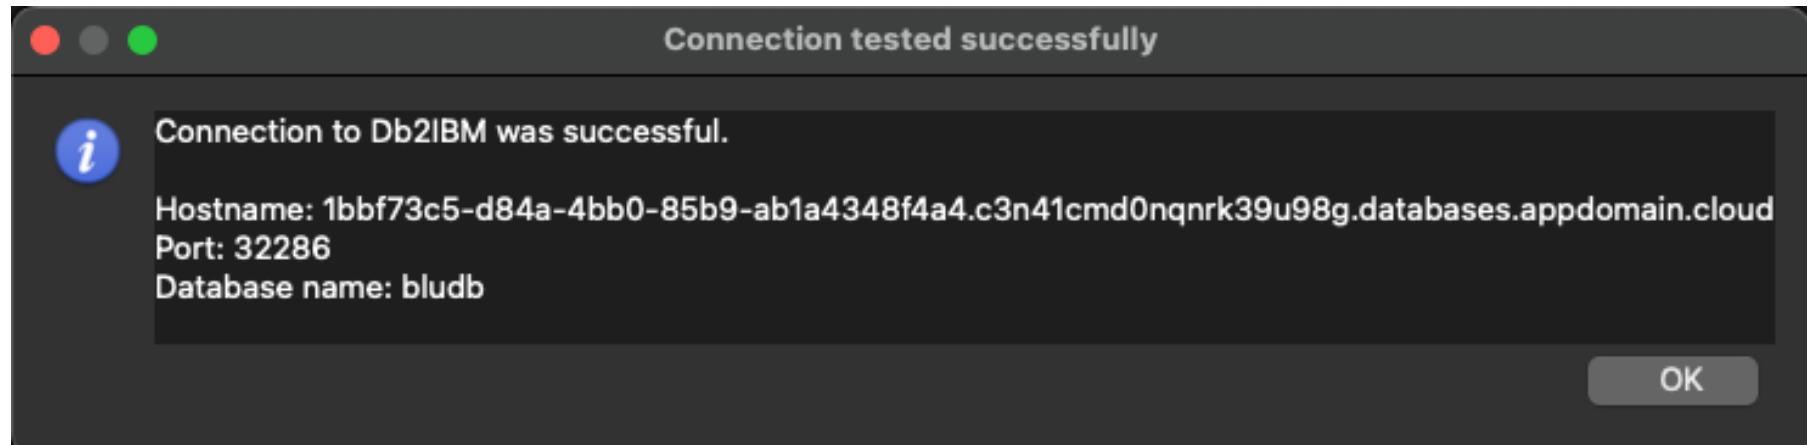 Connection tested successfully
Connection to Db2IBM was successful.
Hostname: 1bbf73c5-d84a-4bb0-85b9-ab1a4348f4a4.c3n41cmd0nqnrk39u98g.databases.appdomain.cloud
Port: 32286
Database name: bludb
OK